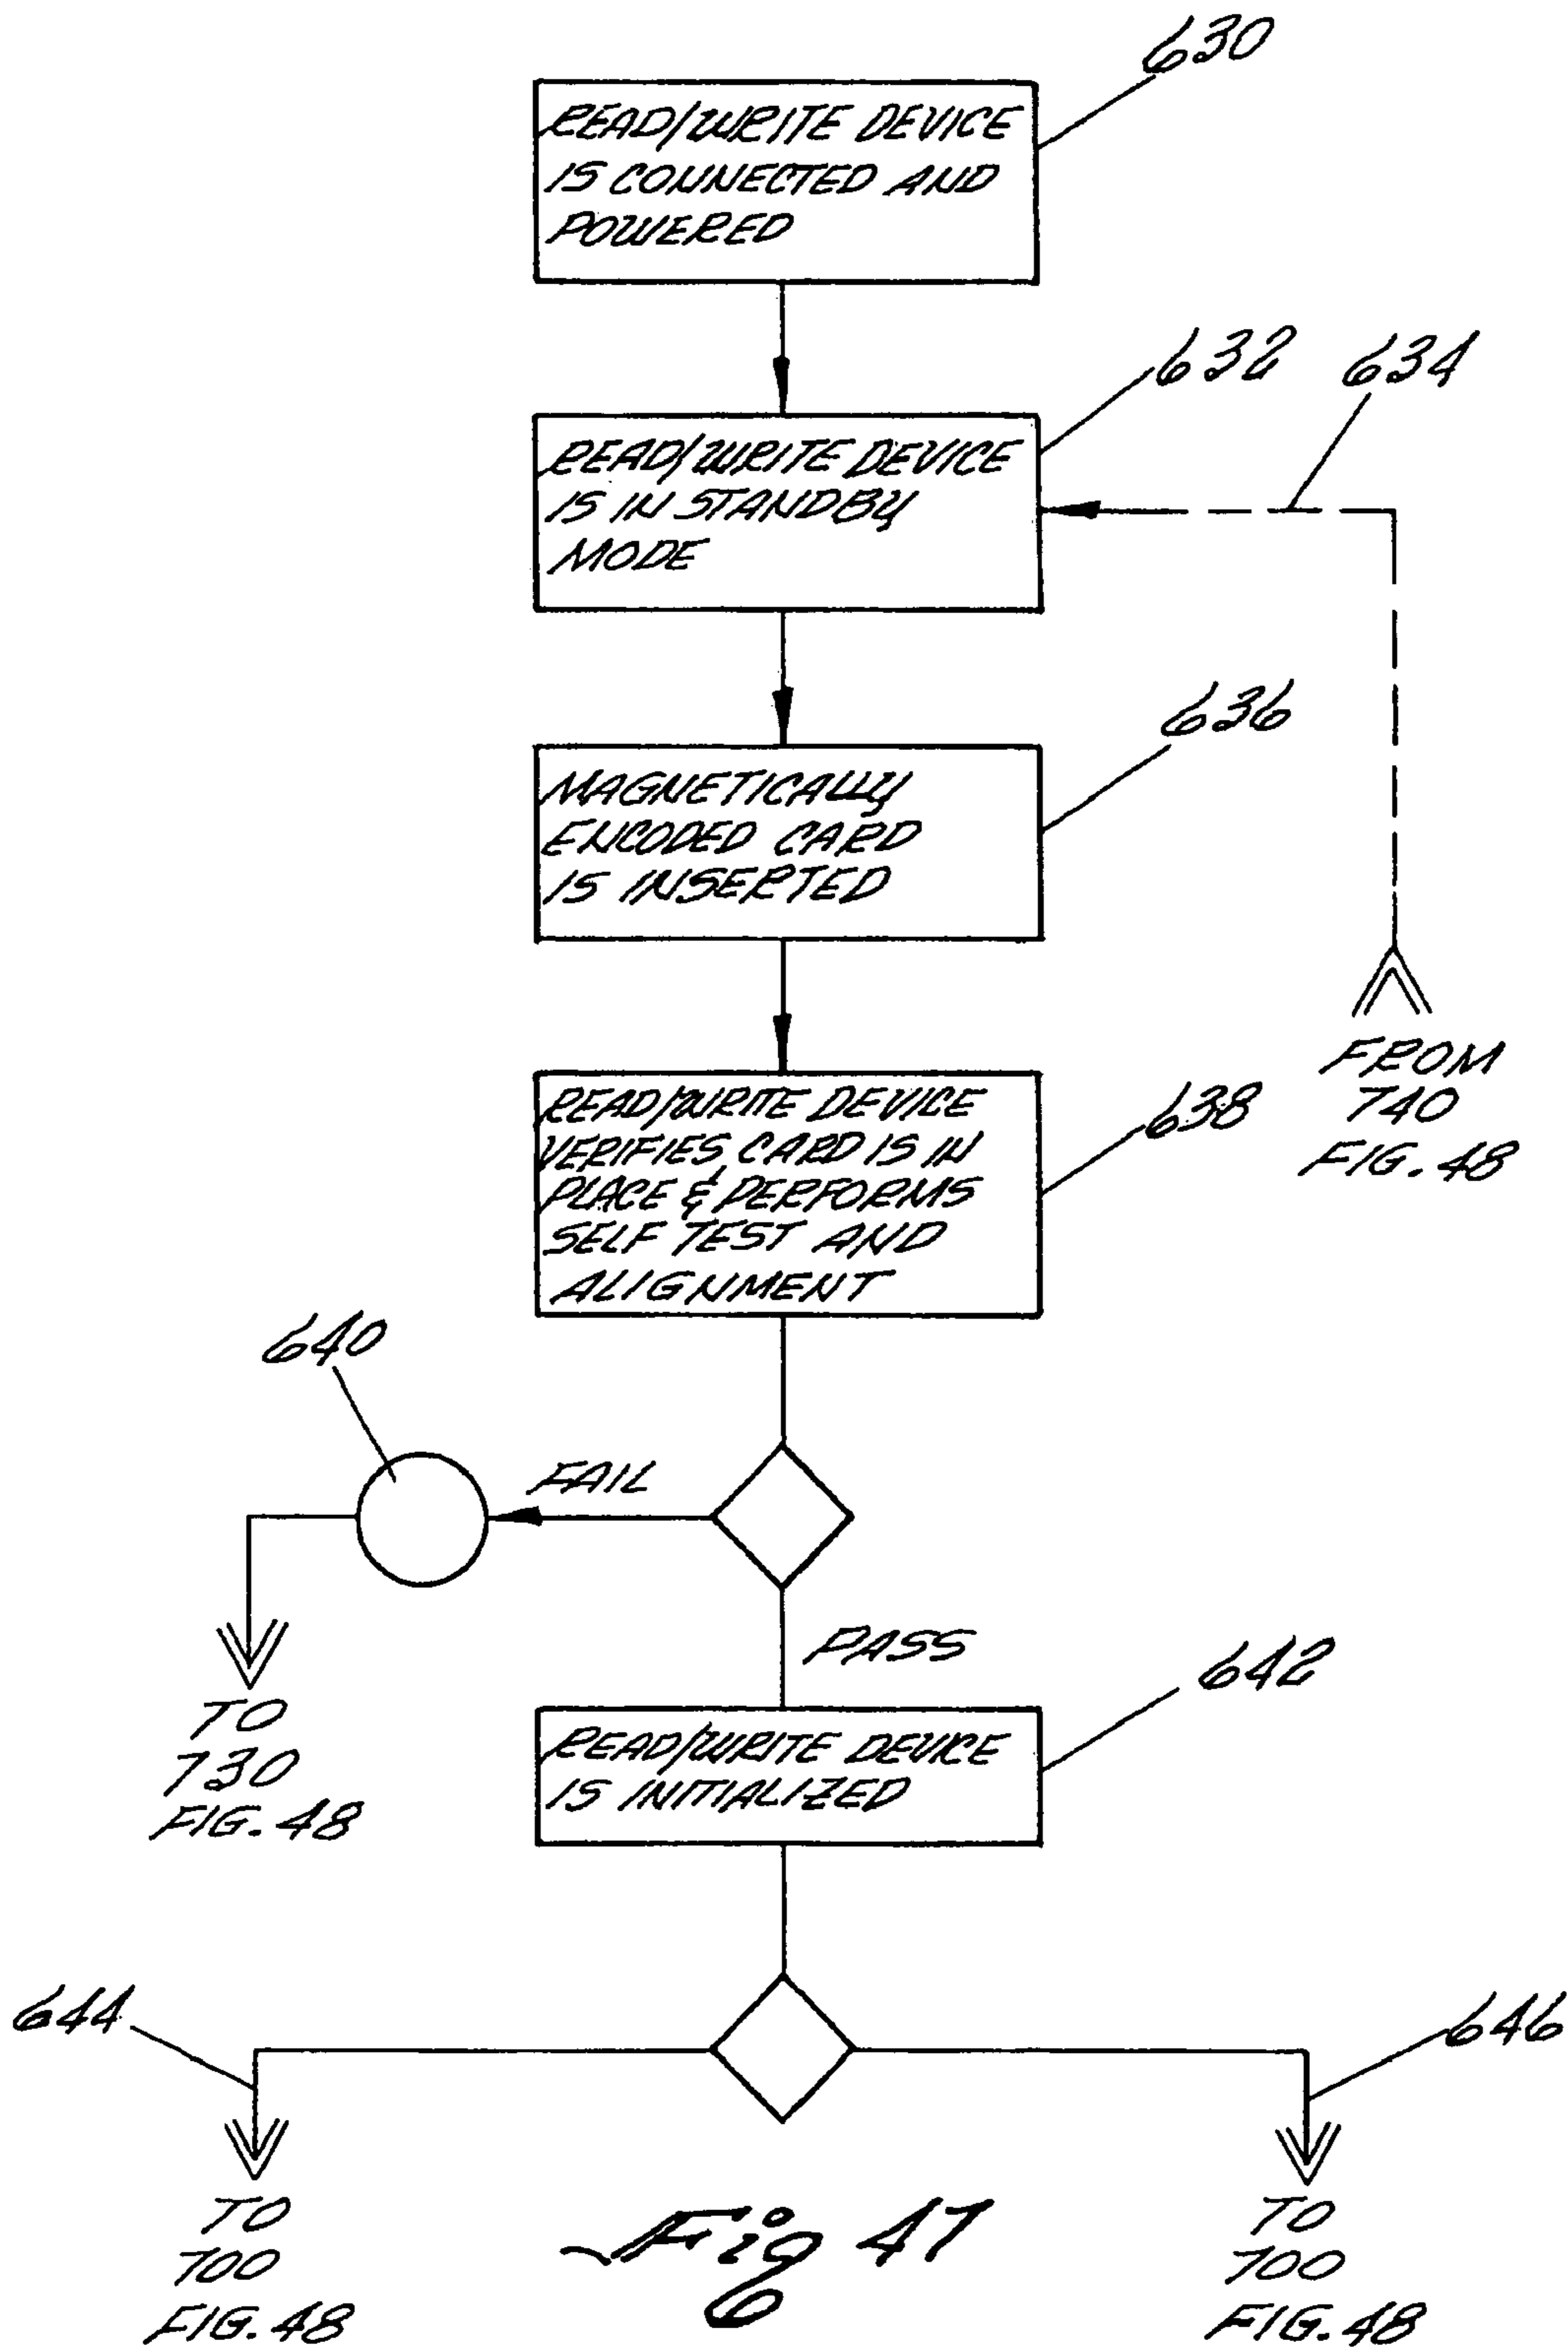 630
READ/WRITE DEVICE
IS CONNECTED AND
POWERED
632
634
READ/WRITE DEVICE
IS IN STANDBY
MODE
636
MAGNETICALLY
ENCODED CARD
IS INSERTED
FROM
740
FIG. 48
638
READ/WRITE DEVICE
VERIFIES CARD IS IN
PLACE & PERFORMS
SELF TEST AND
ALIGNMENT
640
FAIL
PASS
TO
730
FIG. 48
642
READ/WRITE DEVICE
IS INITIALIZED
644
646
TO
700
FIG. 48
TO
700
FIG. 48
Fig 47